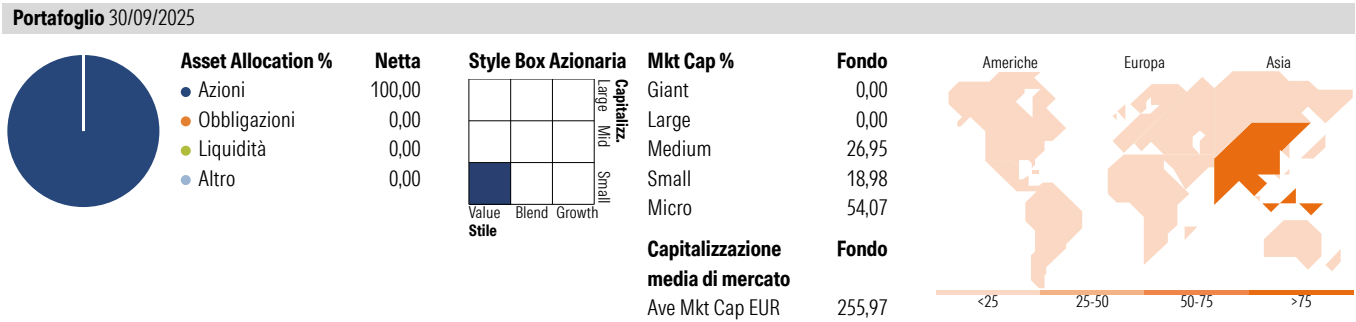 Portafoglio 30/09/2025
Asset Allocation % Netta
Azioni 100,00
Obbligazioni 0,00
Liquidità 0,00
Altro 0,00
Style Box Azionaria
Capitalizz.
Large Mid Small
Value Blend Growth
Stile
Mkt Cap % Fondo
Giant 0,00
Large 0,00
Medium 26,95
Small 18,98
Micro 54,07
Capitalizzazione Fondo
media di mercato
Ave Mkt Cap EUR 255,97
Americhe Europa Asia
<25 25-50 50-75 >75